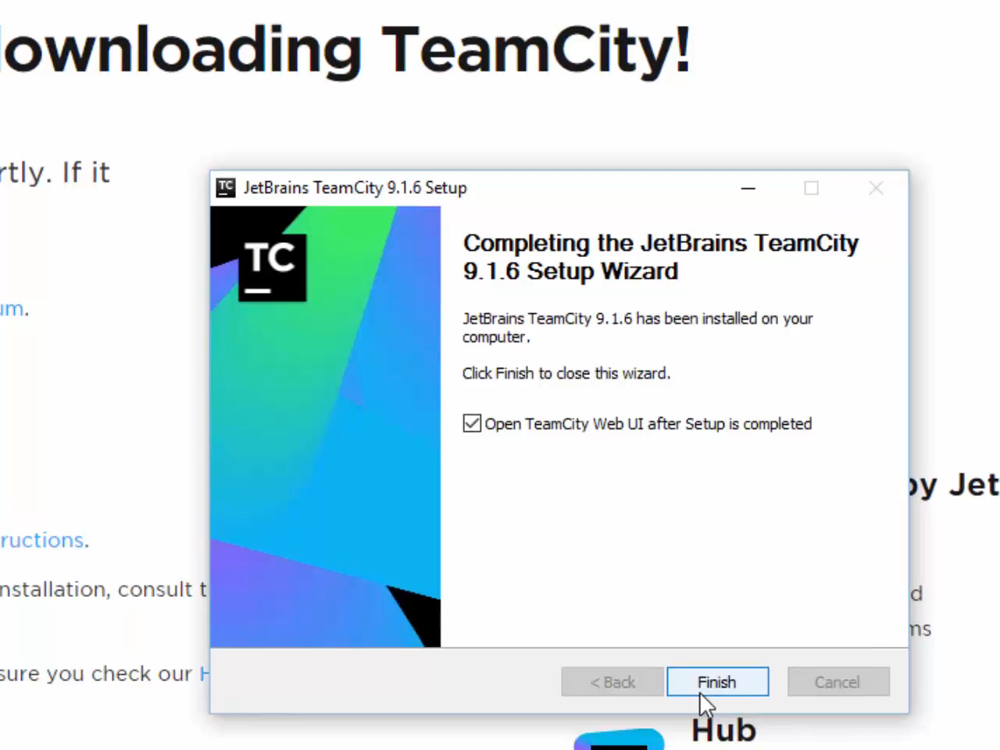 ownloading TeamCity!
rtly. If it
JetBrains TeamCity 9.1.6 Setup
TC
Completing the JetBrains TeamCity
9.1.6 Setup Wizard
um.
JetBrains TeamCity 9.1.6 has been installed on your
computer.
Click Finish to close this wizard.
Open TeamCity Web UI after Setup is completed
by Jet
ructions.
nstallation, consult t
d
ms
sure you check our H
< Back
Finish
Cancel
Hub